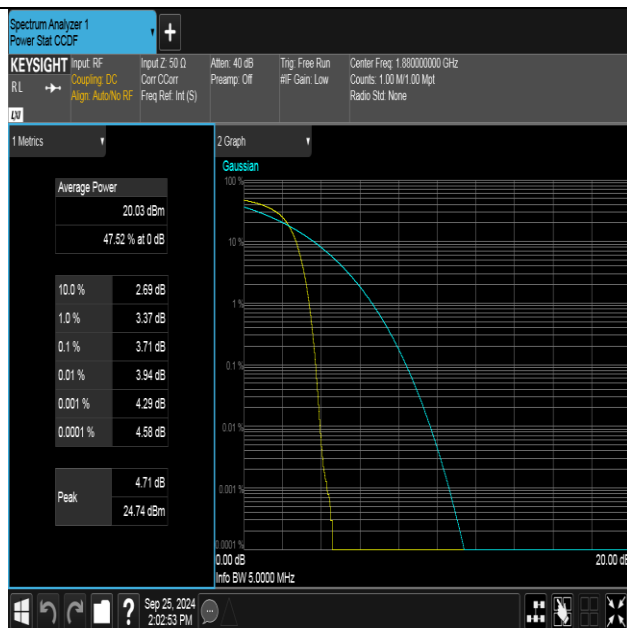 Spectrum Analyzer 1
Power Stat CCDF
KEYSIGHT
RL
LXI
Input: RF
Coupling: DC
Align: Auto/No RF
Input Z: 50 Ω
Corr CCorr
Freq Ref: Int (S)
Atten: 40 dB
Preamp: Off
Trig: Free Run
#IF Gain: Low
Center Freq: 1.880000000 GHz
Counts: 1.00 M/1.00 Mpt
Radio Std: None
1 Metrics
Average Power
20.03 dBm
47.52 % at 0 dB
10.0 % 2.69 dB
1.0 % 3.37 dB
0.1 % 3.71 dB
0.01 % 3.94 dB
0.001 % 4.29 dB
0.0001 % 4.58 dB
Peak
4.71 dB
24.74 dBm
2 Graph
Gaussian
100 %
10 %
1 %
0.1 %
0.01 %
0.001 %
0.0001 %
0.00 dB 20.00 dB
Info BW 5.0000 MHz
?
Sep 25, 2024
2:02:53 PM